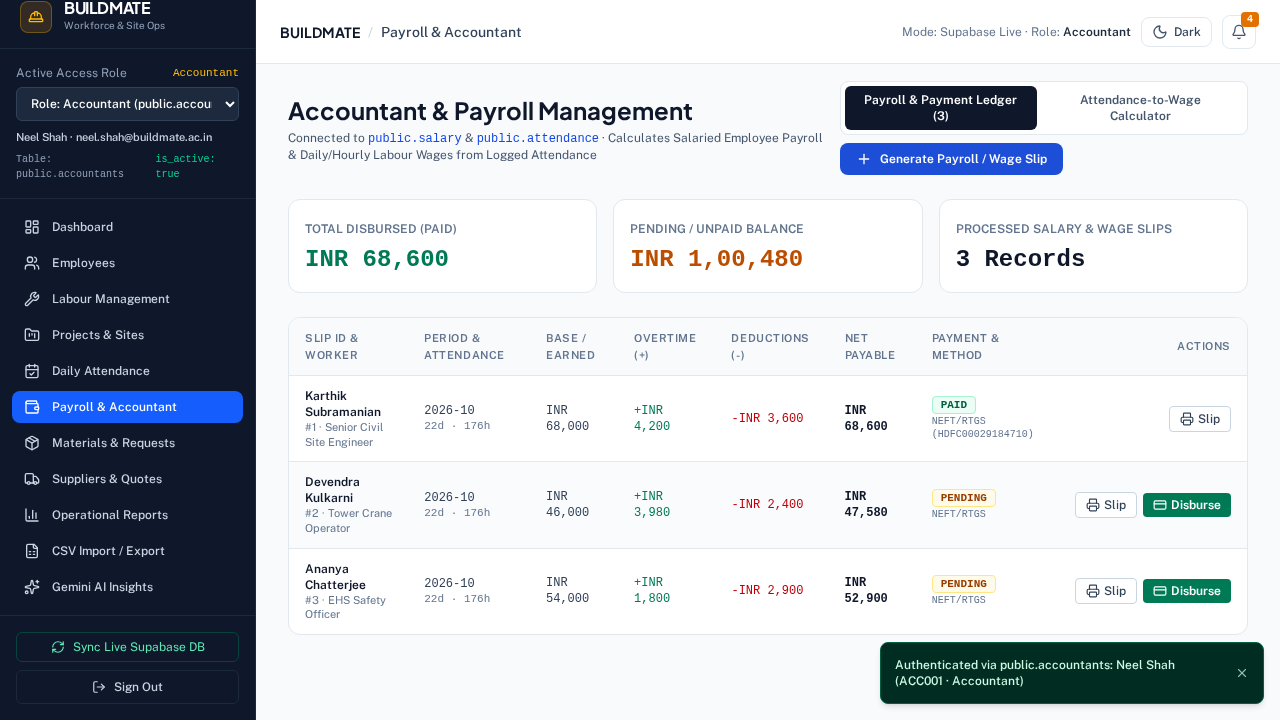 BUILDMATE
Workforce & Site Ops
Active Access Role
Accountant
Role: Accountant (public.accou
Neel Shah · neel.shah@buildmate.ac.in
Table:
public.accountants
is_active:
true
Dashboard
Employees
Labour Management
Projects & Sites
Daily Attendance
Payroll & Accountant
Materials & Requests
Suppliers & Quotes
Operational Reports
CSV Import / Export
Gemini AI Insights
Sync Live Supabase DB
Sign Out
BUILDMATE / Payroll & Accountant
Mode: Supabase Live · Role: Accountant
Dark
4
Accountant & Payroll Management
Connected to public.salary & public.attendance · Calculates Salaried Employee Payroll
& Daily/Hourly Labour Wages from Logged Attendance
Payroll & Payment Ledger
(3)
Attendance-to-Wage
Calculator
Generate Payroll / Wage Slip
TOTAL DISBURSED (PAID)
INR 68,600
PENDING / UNPAID BALANCE
INR 1,00,480
PROCESSED SALARY & WAGE SLIPS
3 Records
SLIP ID &
WORKER
PERIOD &
ATTENDANCE
BASE /
EARNED
OVERTIME
(+)
DEDUCTIONS
(-)
NET
PAYABLE
PAYMENT &
METHOD
ACTIONS
Karthik
Subramanian
#1 · Senior Civil
Site Engineer
2026-10
22d · 176h
INR
68,000
+INR
4,200
-INR 3,600
INR
68,600
PAID
NEFT/RTGS
(HDFC00029184710)
Slip
Devendra
Kulkarni
#2 · Tower Crane
Operator
2026-10
22d · 176h
INR
46,000
+INR
3,980
-INR 2,400
INR
47,580
PENDING
NEFT/RTGS
Slip
Disburse
Ananya
Chatterjee
#3 · EHS Safety
Officer
2026-10
22d · 176h
INR
54,000
+INR
1,800
-INR 2,900
INR
52,900
PENDING
NEFT/RTGS
Slip
Disburse
Authenticated via public.accountants: Neel Shah
(ACC001 · Accountant)